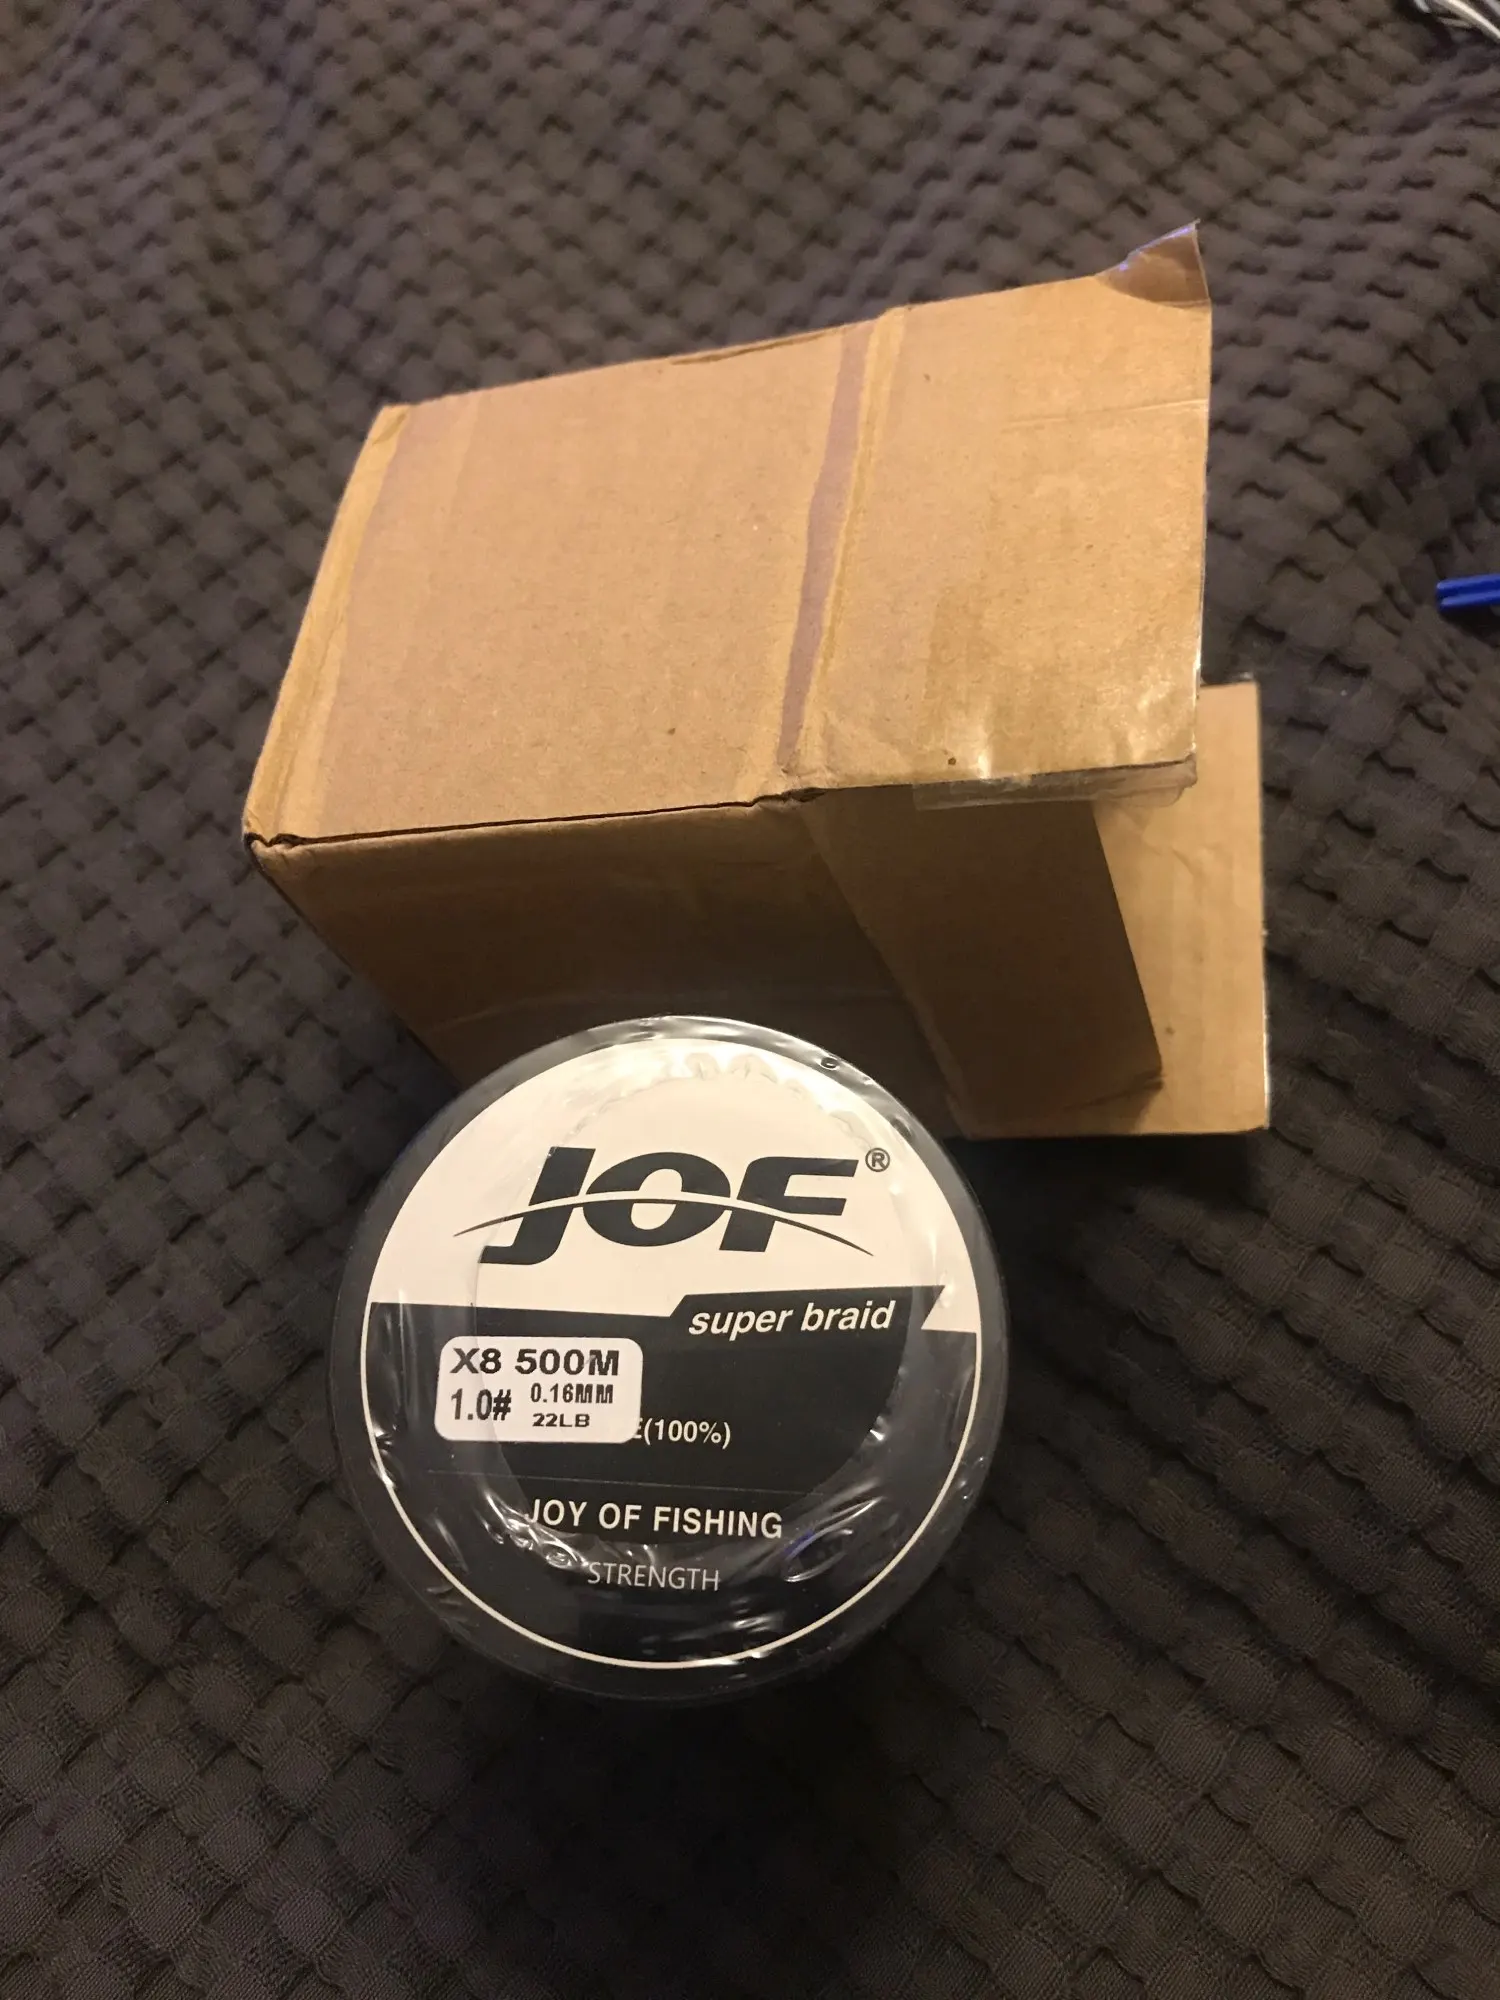 JOF®
super braid
X8 500M
1.0# 0.16MM
22LB
E(100%)
JOY OF FISHING
STRENGTH